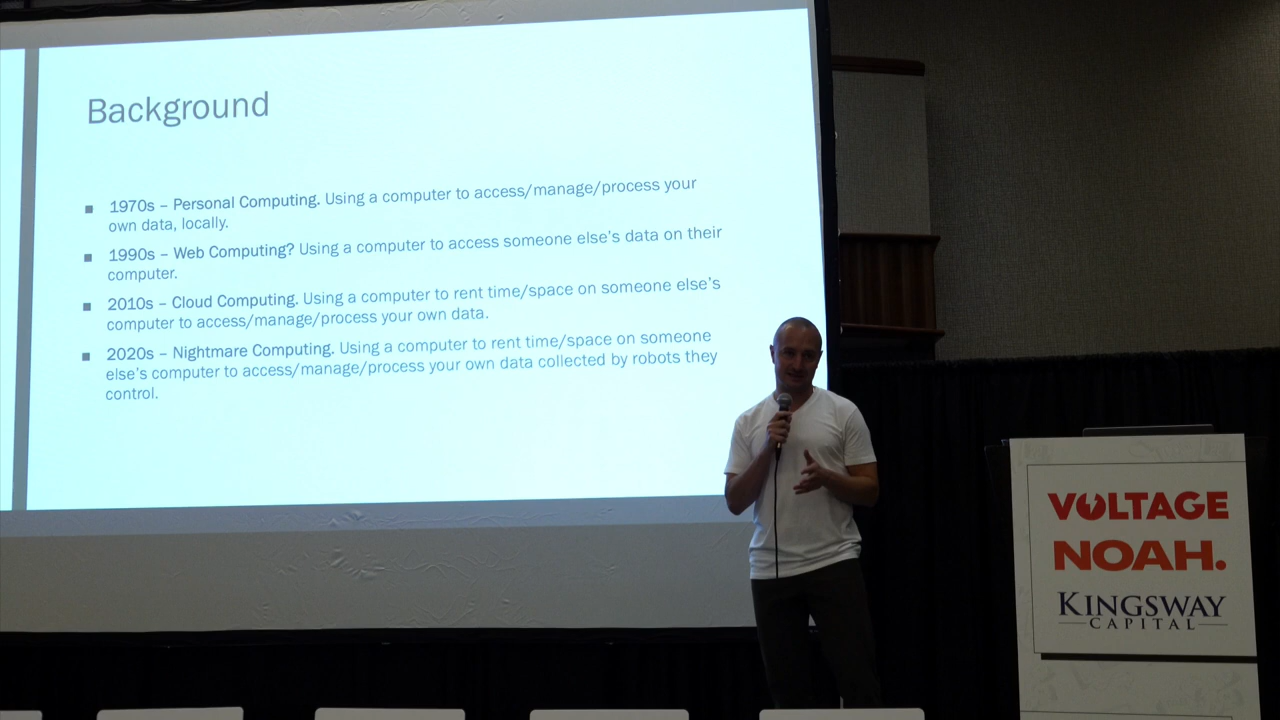 Background
1970s – Personal Computing. Using a computer to access/manage/process your
own data, locally.
1990s – Web Computing? Using a computer to access someone else's data on their
computer.
2010s – Cloud Computing. Using a computer to rent time/space on someone else's
computer to access/manage/process your own data.
2020s – Nightmare Computing. Using a computer to rent time/space on someone
else's computer to access/manage/process your own data collected by robots they
control.
VOLTAGE
NOAH.
KINGSWAY
CAPITAL